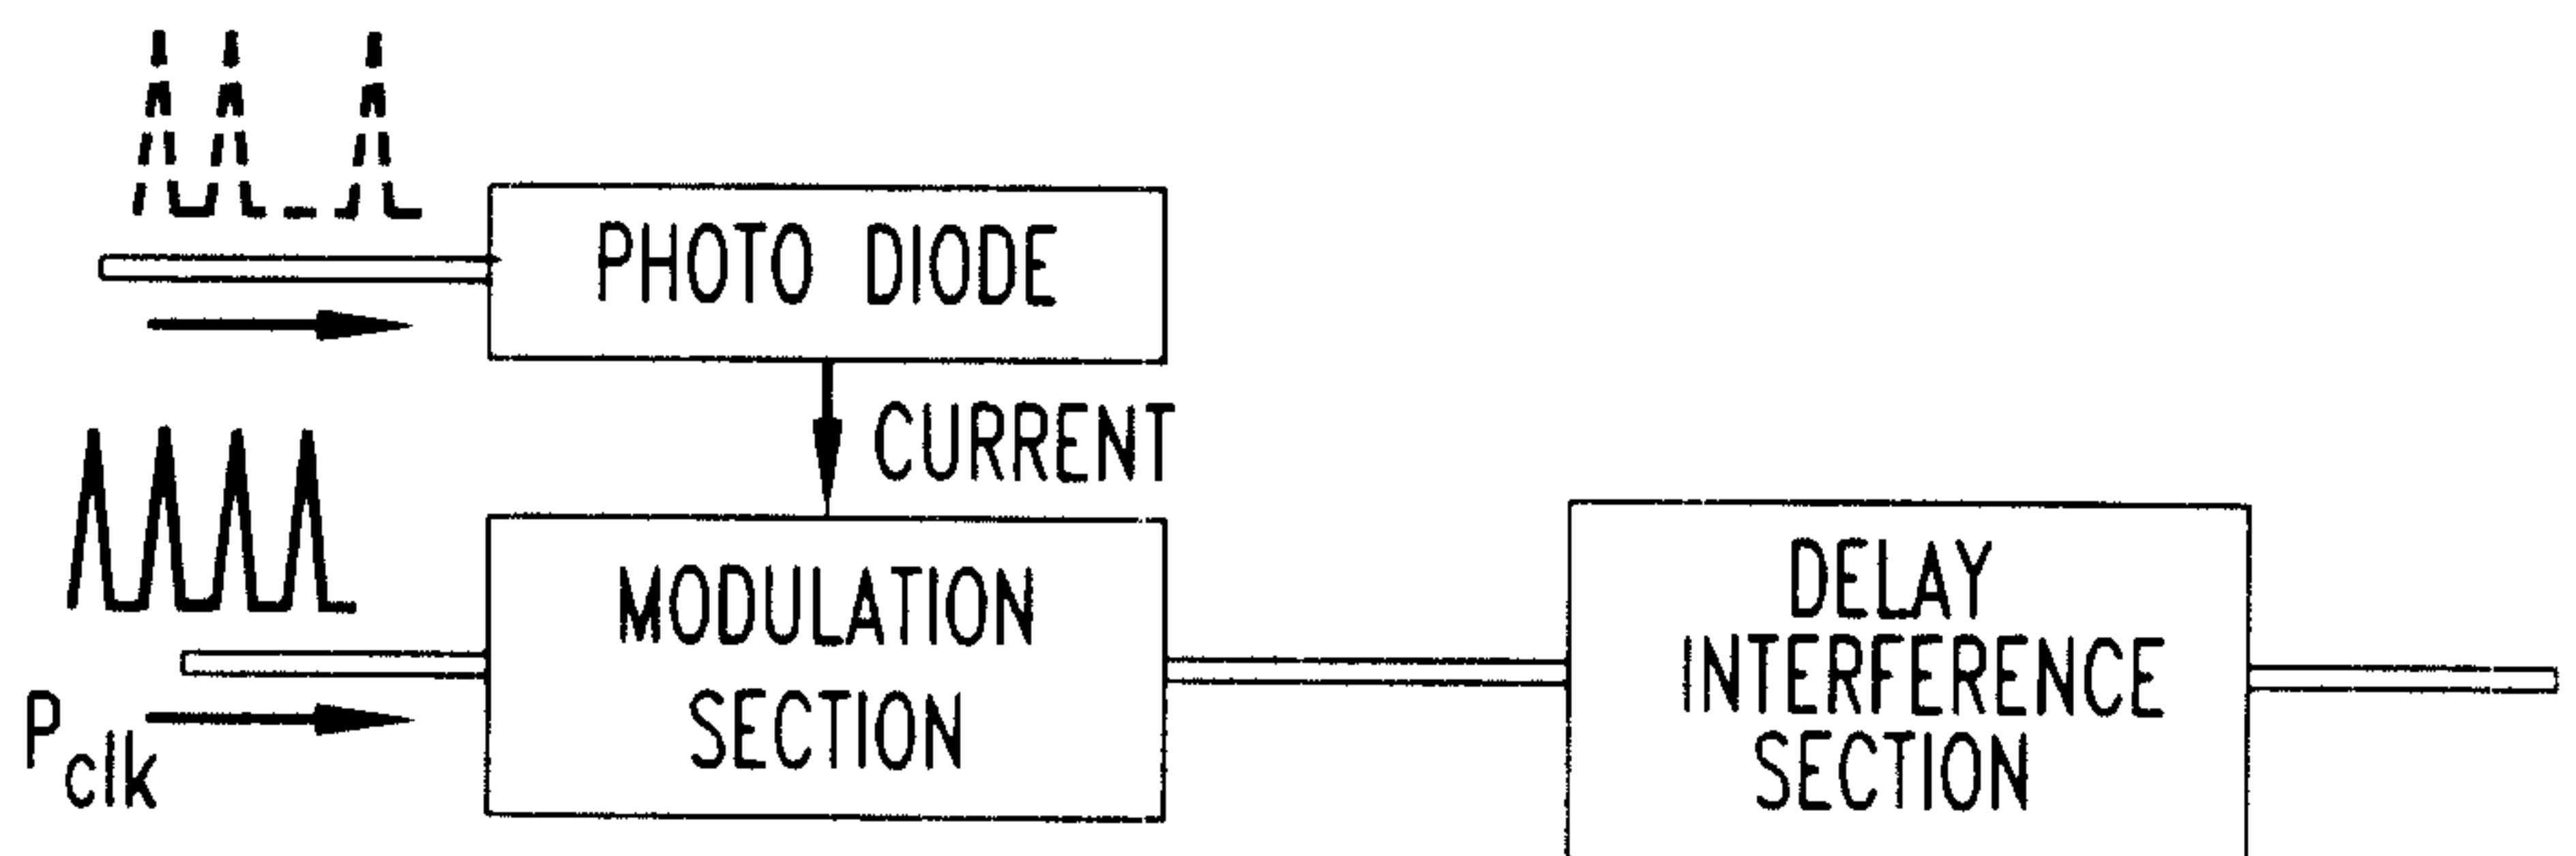 PHOTO DIODE
CURRENT
MODULATION
SECTION
Pclk
DELAY
INTERFERENCE
SECTION